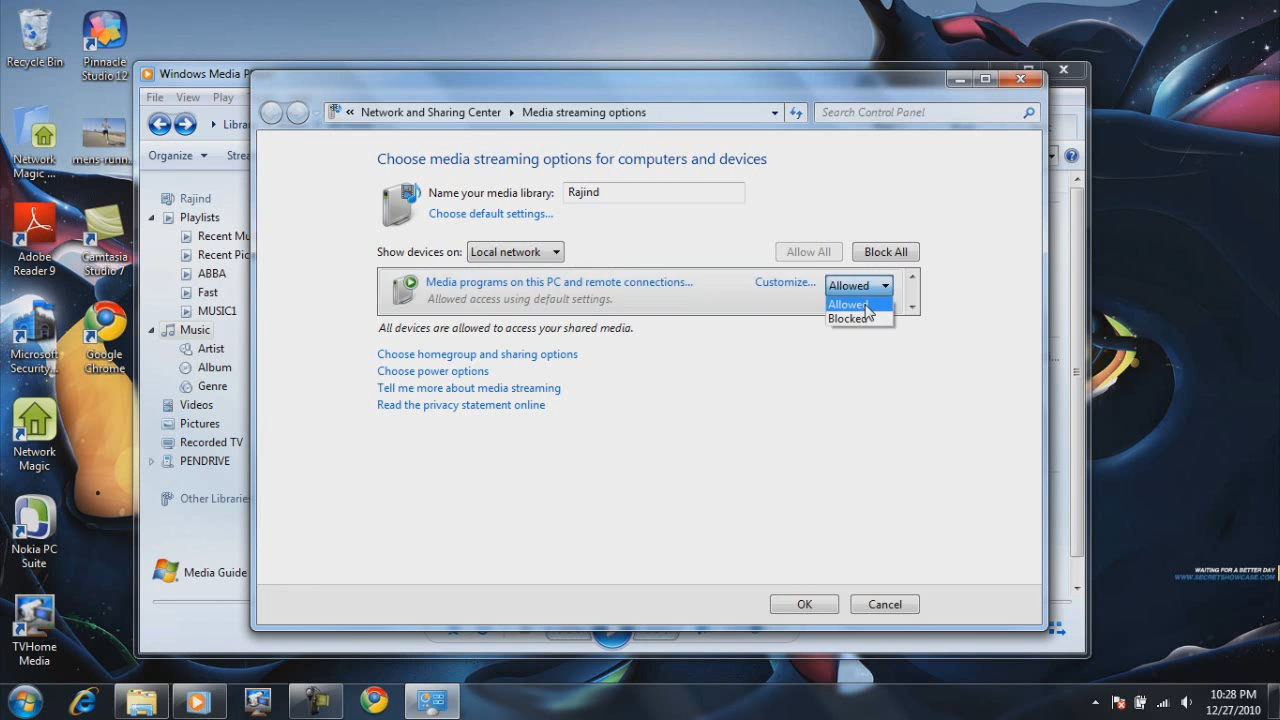 Recycle Bin
Pinnacle
Studio 12
Network
Magic ...
mens-runn...
Adobe
Reader 9
Camtasia
Studio 7
Microsoft
Security...
Google
Chrome
Network
Magic
Nokia PC
Suite
TVHome
Media
Windows Media P
File View Play
Libra
Organize
Strea
Rajind
Playlists
Recent Mu
Recent Pic
ABBA
Fast
MUSIC1
Music
Artist
Album
Genre
Videos
Pictures
Recorded TV
PENDRIVE
Other Libraries
Media Guide
« Network and Sharing Center
Media streaming options
Search Control Panel
Choose media streaming options for computers and devices
Name your media library:
Rajind
Choose default settings...
Show devices on:
Local network
Allow All
Block All
Media programs on this PC and remote connections...
Customize...
Allowed
Allowed access using default settings.
Allowed
Blocked
All devices are allowed to access your shared media.
Choose homegroup and sharing options
Choose power options
Tell me more about media streaming
Read the privacy statement online
OK
Cancel
WAITING FOR A BETTER DAY
WWW.SECRETSHOWCASE.COM
10:28 PM
12/27/2010